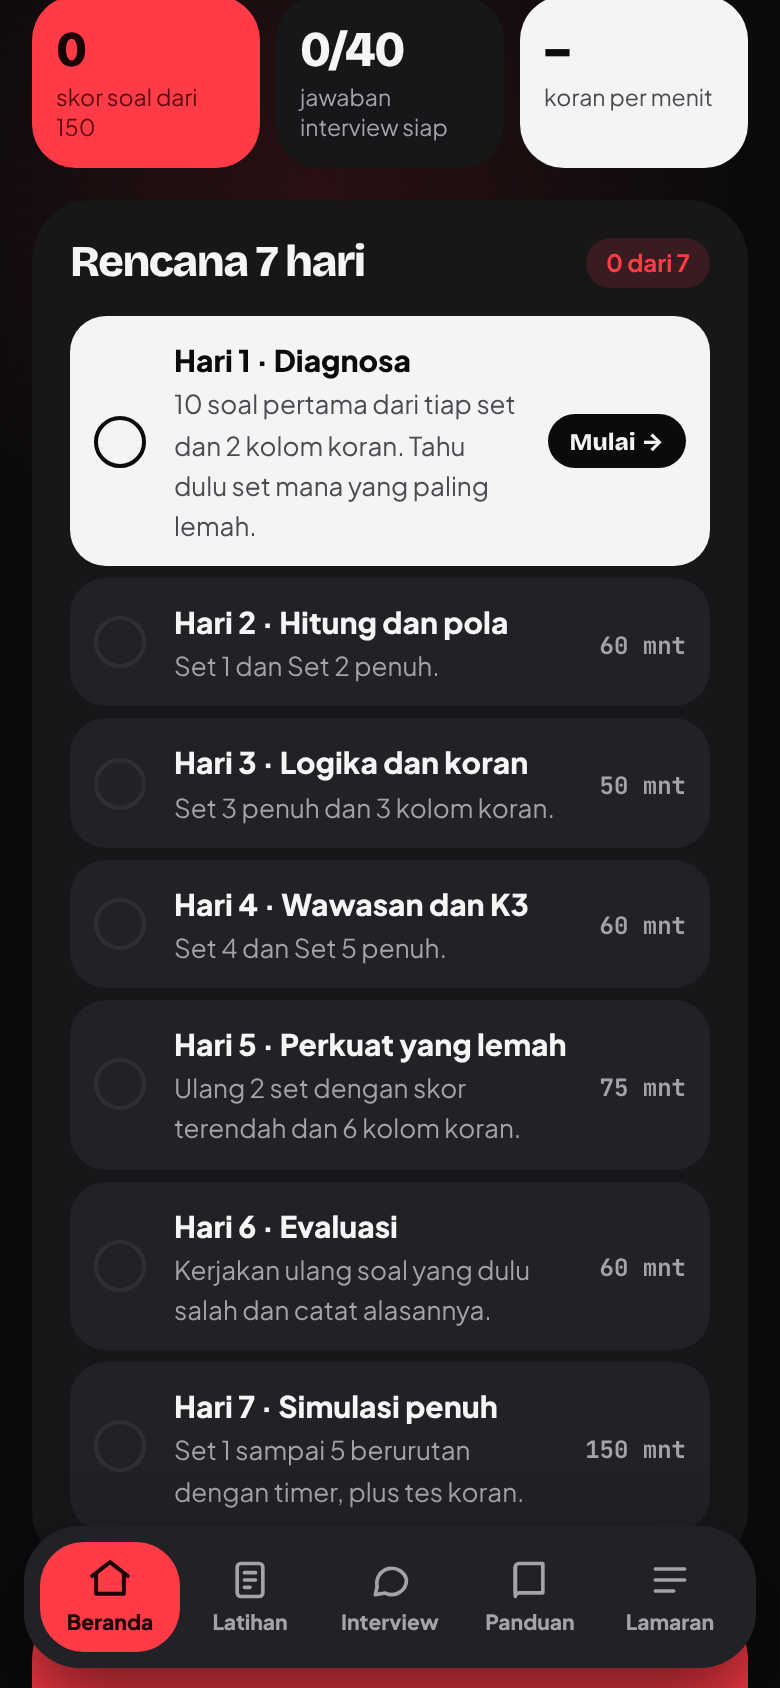 0
skor soal dari
150
0/40
jawaban
interview siap
–
koran per menit
Rencana 7 hari
0 dari 7
Hari 1 · Diagnosa
10 soal pertama dari tiap set
dan 2 kolom koran. Tahu
dulu set mana yang paling
lemah.
Mulai →
Hari 2 · Hitung dan pola
Set 1 dan Set 2 penuh.
60 mnt
Hari 3 · Logika dan koran
Set 3 penuh dan 3 kolom koran.
50 mnt
Hari 4 · Wawasan dan K3
Set 4 dan Set 5 penuh.
60 mnt
Hari 5 · Perkuat yang lemah
Ulang 2 set dengan skor
terendah dan 6 kolom koran.
75 mnt
Hari 6 · Evaluasi
Kerjakan ulang soal yang dulu
salah dan catat alasannya.
60 mnt
Hari 7 · Simulasi penuh
Set 1 sampai 5 berurutan
dengan timer, plus tes koran.
150 mnt
Beranda
Latihan
Interview
Panduan
Lamaran